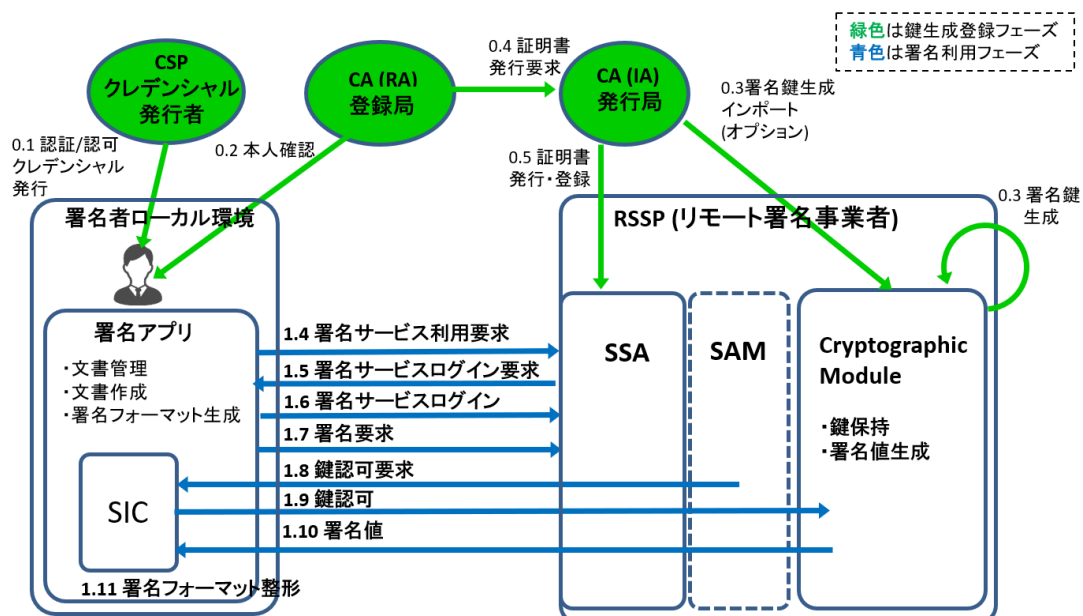 緑色は鍵生成登録フェーズ
青色は署名利用フェーズ
CSP
クレデンシャル
発行者
CA (RA)
登録局
0.4 証明書
発行要求
CA (IA)
発行局
0.3署名鍵生成
インポート
(オプション)
0.1 認証/認可
クレデンシャル
発行
0.2 本人確認
0.5 証明書
発行・登録
0.3 署名鍵
生成
署名者ローカル環境
RSSP (リモート署名事業者)
署名アプリ
・文書管理
・文書作成
・署名フォーマット生成
1.4 署名サービス利用要求
1.5 署名サービスログイン要求
1.6 署名サービスログイン
1.7 署名要求
1.8 鍵認可要求
1.9 鍵認可
1.10 署名値
SIC
1.11 署名フォーマット整形
SSA
SAM
Cryptographic
Module
・鍵保持
・署名値生成